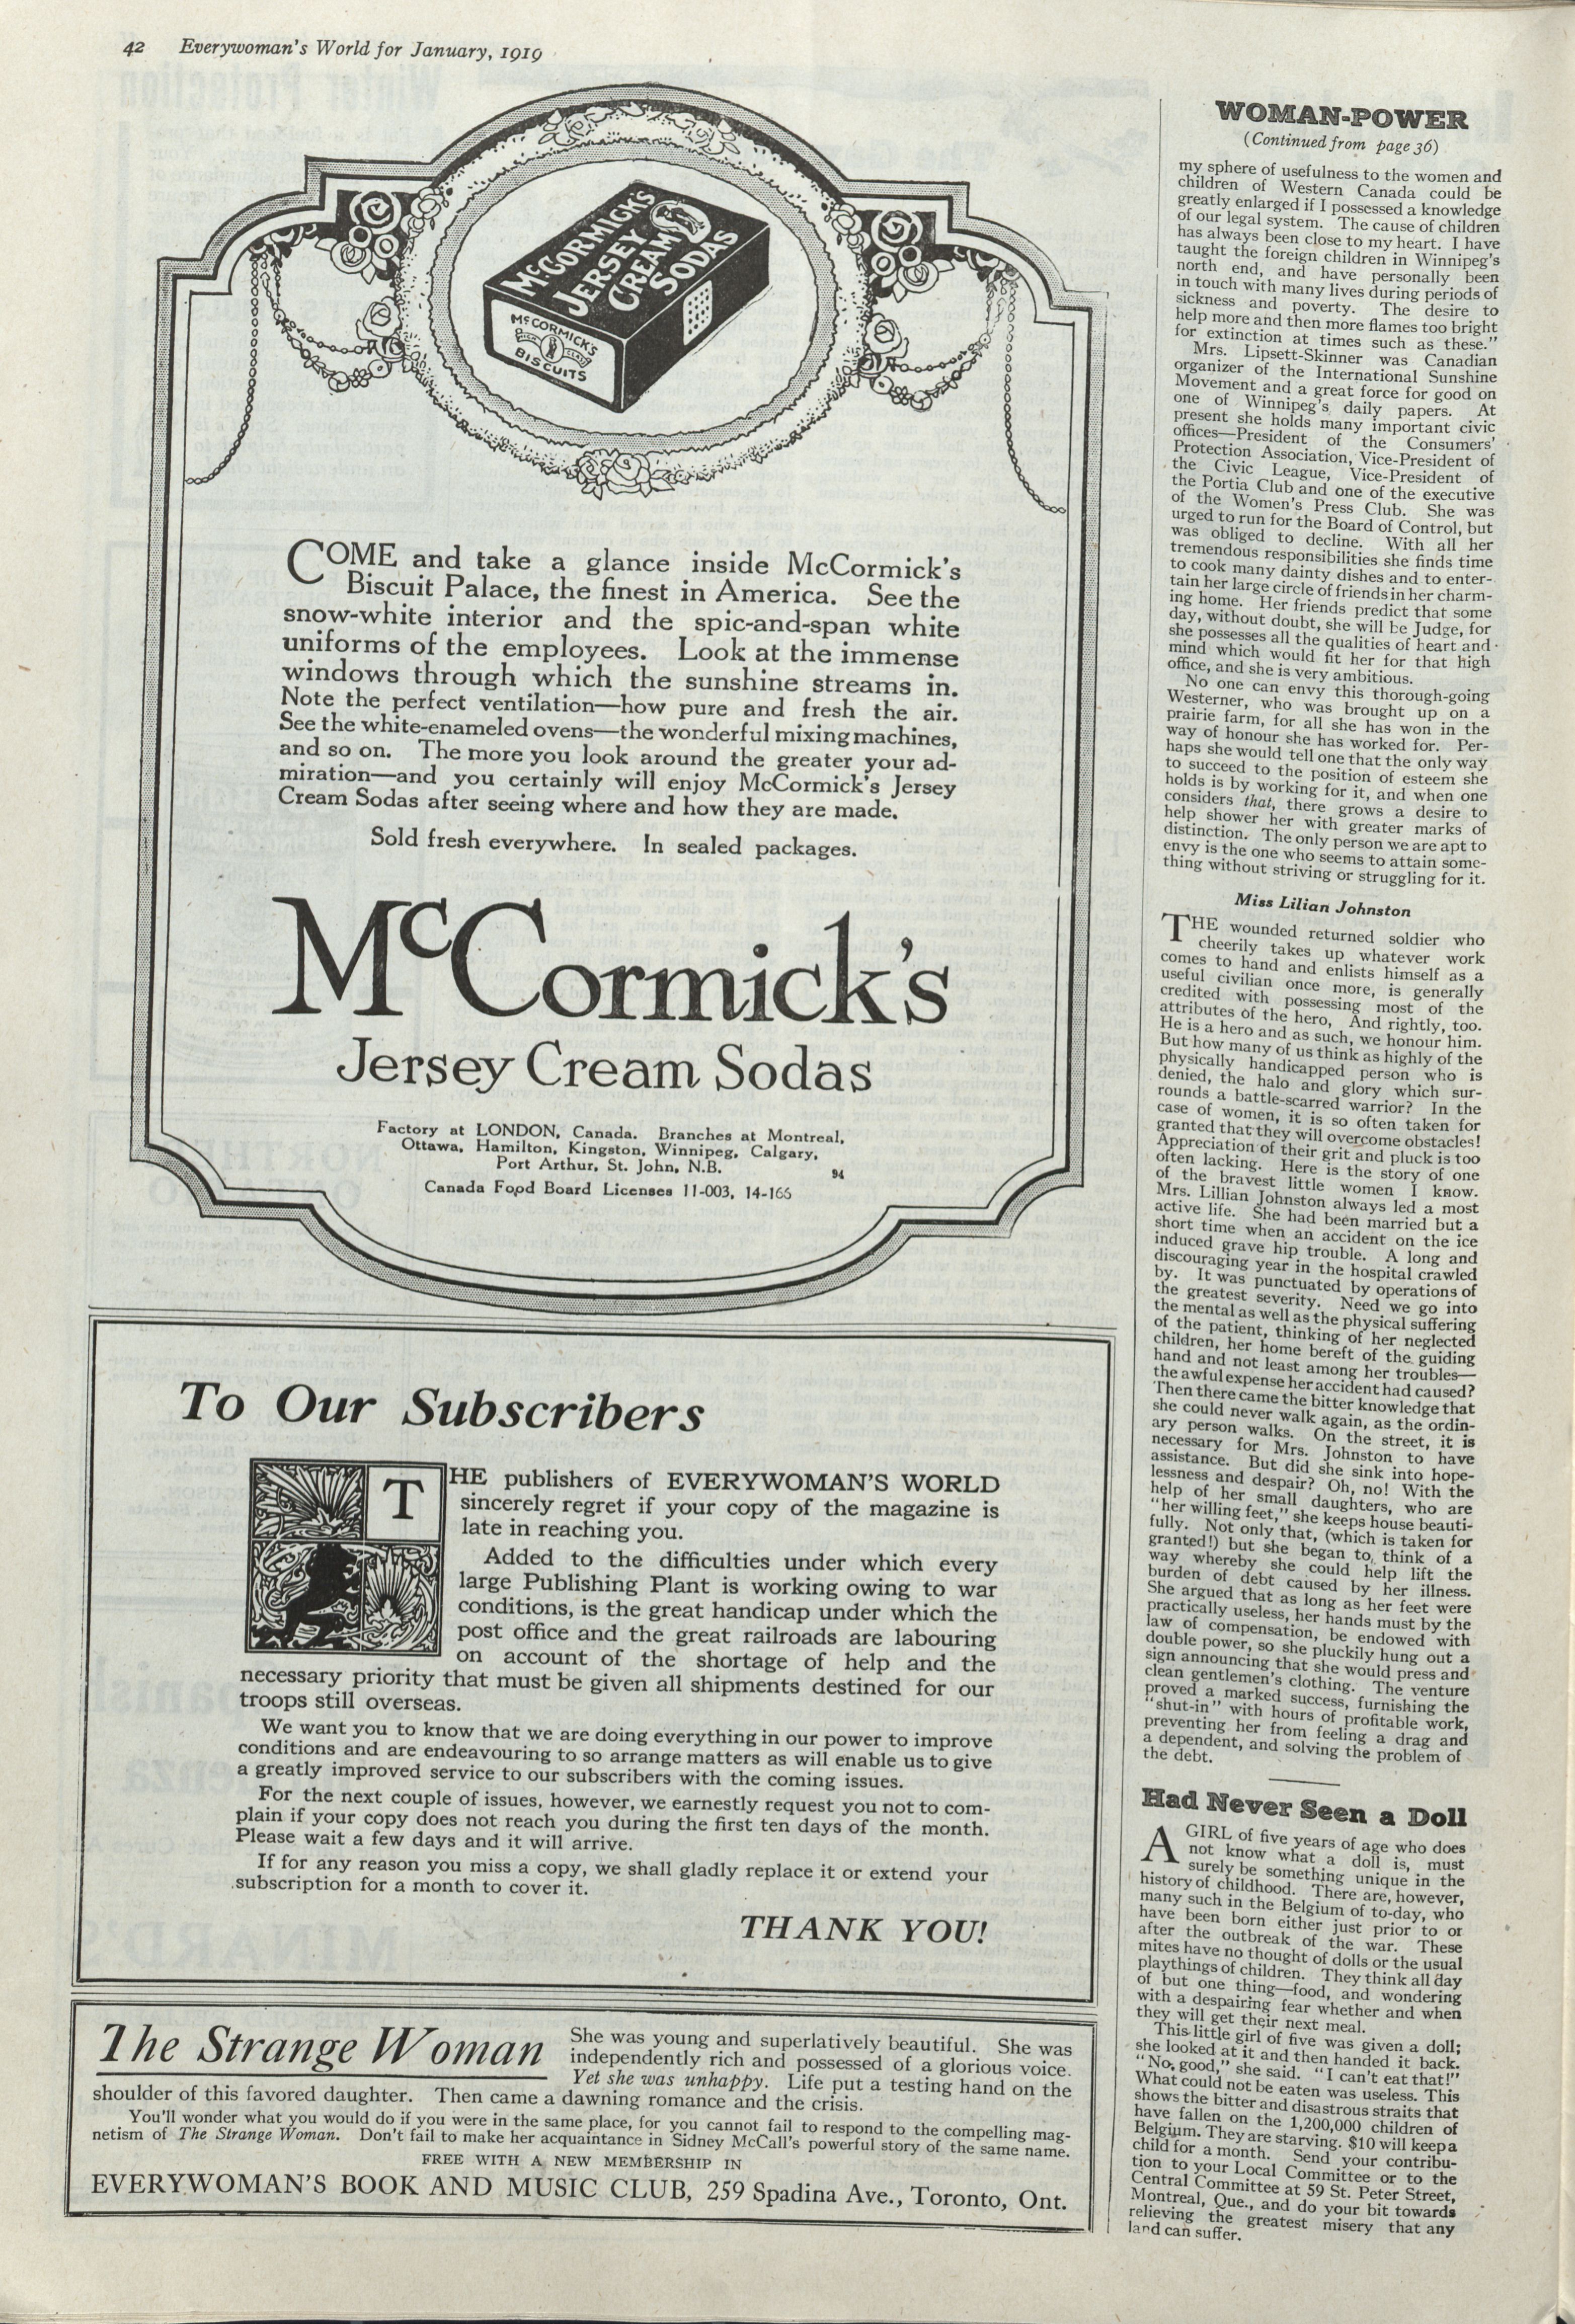 42 Everywoman's World for January, 1919
McCORMICK'S
JERSEY
CREAM
SODAS
McCORMICK'S
BISCUITS
COME and take a glance inside McCormick's
Biscuit Palace, the finest in America. See the
snow-white interior and the spic-and-span white
uniforms of the employees. Look at the immense
windows through which the sunshine streams in.
Note the perfect ventilation—how pure and fresh the air.
See the white-enameled ovens—the wonderful mixing machines,
and so on. The more you look around the greater your ad-
miration—and you certainly will enjoy McCormick's Jersey
Cream Sodas after seeing where and how they are made.
Sold fresh everywhere. In sealed packages.
McCormick's
Jersey Cream Sodas
Factory at LONDON, Canada. Branches at Montreal,
Ottawa, Hamilton, Kingston, Winnipeg, Calgary,
Port Arthur, St. John, N.B.
94
Canada Food Board Licenses 11-003, 14-166
To Our Subscribers
THE publishers of EVERYWOMAN'S WORLD
sincerely regret if your copy of the magazine is
late in reaching you.
Added to the difficulties under which every
large Publishing Plant is working owing to war
conditions, is the great handicap under which the
post office and the great railroads are labouring
on account of the shortage of help and the
necessary priority that must be given all shipments destined for our
troops still overseas.
We want you to know that we are doing everything in our power to improve
conditions and are endeavouring to so arrange matters as will enable us to give
a greatly improved service to our subscribers with the coming issues.
For the next couple of issues, however, we earnestly request you not to com-
plain if your copy does not reach you during the first ten days of the month.
Please wait a few days and it will arrive.
If for any reason you miss a copy, we shall gladly replace it or extend your
subscription for a month to cover it.
THANK YOU!
The Strange Woman
She was young and superlatively beautiful. She was
independently rich and possessed of a glorious voice.
Yet she was unhappy. Life put a testing hand on the
shoulder of this favored daughter. Then came a dawning romance and the crisis.
You'll wonder what you would do if you were in the same place, for you cannot fail to respond to the compelling mag-
netism of The Strange Woman. Don't fail to make her acquaintance in Sidney McCall's powerful story of the same name.
FREE WITH A NEW MEMBERSHIP IN
EVERYWOMAN'S BOOK AND MUSIC CLUB, 259 Spadina Ave., Toronto, Ont.
WOMAN-POWER
(Continued from page 36)
my sphere of usefulness to the women and
children of Western Canada could be
greatly enlarged if I possessed a knowledge
of our legal system. The cause of children
has always been close to my heart. I have
taught the foreign children in Winnipeg's
north end, and have personally been
in touch with many lives during periods of
sickness and poverty. The desire to
help more and then more flames too bright
for extinction at times such as these."
Mrs. Lipsett-Skinner was Canadian
organizer of the International Sunshine
Movement and a great force for good on
one of Winnipeg's daily papers. At
present she holds many important civic
offices—President of the Consumers'
Protection Association, Vice-President of
the Civic League, Vice-President of
the Portia Club and one of the executive
of the Women's Press Club. She was
urged to run for the Board of Control, but
was obliged to decline. With all her
tremendous responsibilities she finds time
to cook many dainty dishes and to enter-
tain her large circle of friends in her charm-
ing home. Her friends predict that some
day, without doubt, she will be Judge, for
she possesses all the qualities of heart and
mind which would fit her for that high
office, and she is very ambitious.
No one can envy this thorough-going
Westerner, who was brought up on a
prairie farm, for all she has won in the
way of honour she has worked for. Per-
haps she would tell one that the only way
to succeed to the position of esteem she
holds is by working for it, and when one
considers that, there grows a desire to
help shower her with greater marks of
distinction. The only person we are apt to
envy is the one who seems to attain some-
thing without striving or struggling for it.
Miss Lilian Johnston
THE wounded returned soldier who
cheerily takes up whatever work
comes to hand and enlists himself as a
useful civilian once more, is generally
credited with possessing most of the
attributes of the hero, And rightly, too.
He is a hero and as such, we honour him.
But how many of us think as highly of the
physically handicapped person who is
denied, the halo and glory which sur-
rounds a battle-scarred warrior? In the
case of women, it is so often taken for
granted that they will overcome obstacles!
Appreciation of their grit and pluck is too
often lacking. Here is the story of one
of the bravest little women I know.
Mrs. Lillian Johnston always led a most
active life. She had been married but a
short time when an accident on the ice
induced grave hip trouble. A long and
discouraging year in the hospital crawled
by. It was punctuated by operations of
the greatest severity. Need we go into
the mental as well as the physical suffering
of the patient, thinking of her neglected
children, her home bereft of the guiding
hand and not least among her troubles—
the awful expense her accident had caused?
Then there came the bitter knowledge that
she could never walk again, as the ordin-
ary person walks. On the street, it is
necessary for Mrs. Johnston to have
assistance. But did she sink into hope-
lessness and despair? Oh, no! With the
help of her small daughters, who are
"her willing feet," she keeps house beauti-
fully. Not only that, (which is taken for
granted!) but she began to think of a
way whereby she could help lift the
burden of debt caused by her illness.
She argued that as long as her feet were
practically useless, her hands must by the
law of compensation, be endowed with
double power, so she pluckily hung out a
sign announcing that she would press and
clean gentlemen's clothing. The venture
proved a marked success, furnishing the
"shut-in" with hours of profitable work,
preventing her from feeling a drag and
a dependent, and solving the problem of
the debt.
Had Never Seen a Doll
A GIRL of five years of age who does
not know what a doll is, must
surely be something unique in the
history of childhood. There are, however,
many such in the Belgium of to-day, who
have been born either just prior to or
after the outbreak of the war. These
mites have no thought of dolls or the usual
playthings of children. They think all day
of but one thing—food, and wondering
with a despairing fear whether and when
they will get their next meal.
This little girl of five was given a doll;
she looked at it and then handed it back.
"No, good," she said. "I can't eat that!"
What could not be eaten was useless. This
shows the bitter and disastrous straits that
have fallen on the 1,200,000 children of
Belgium. They are starving. $10 will keep a
child for a month. Send your contribu-
tion to your Local Committee or to the
Central Committee at 59 St. Peter Street,
Montreal, Que., and do your bit towards
relieving the greatest misery that any
land can suffer.